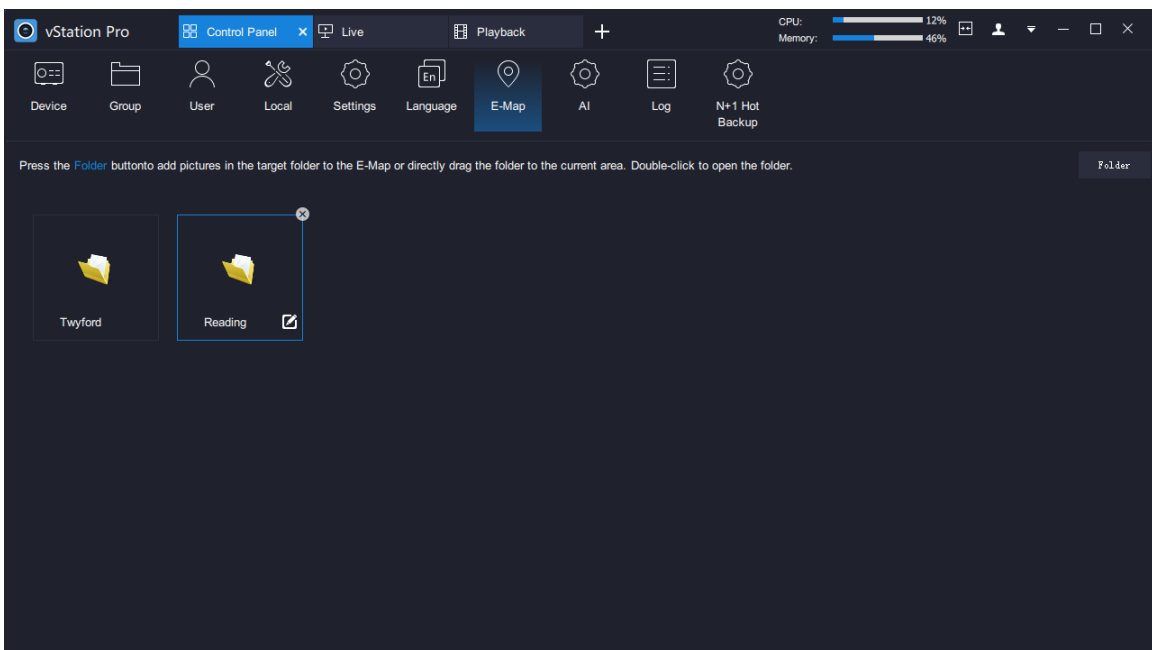 vStation Pro
Control Panel
Live
Playback
CPU: 12%
Memory: 46%
Device
Group
User
Local
Settings
En
Language
E-Map
AI
Log
N+1 Hot
Backup
Press the Folder buttonto add pictures in the target folder to the E-Map or directly drag the folder to the current area. Double-click to open the folder.
Folder
Twyford
Reading